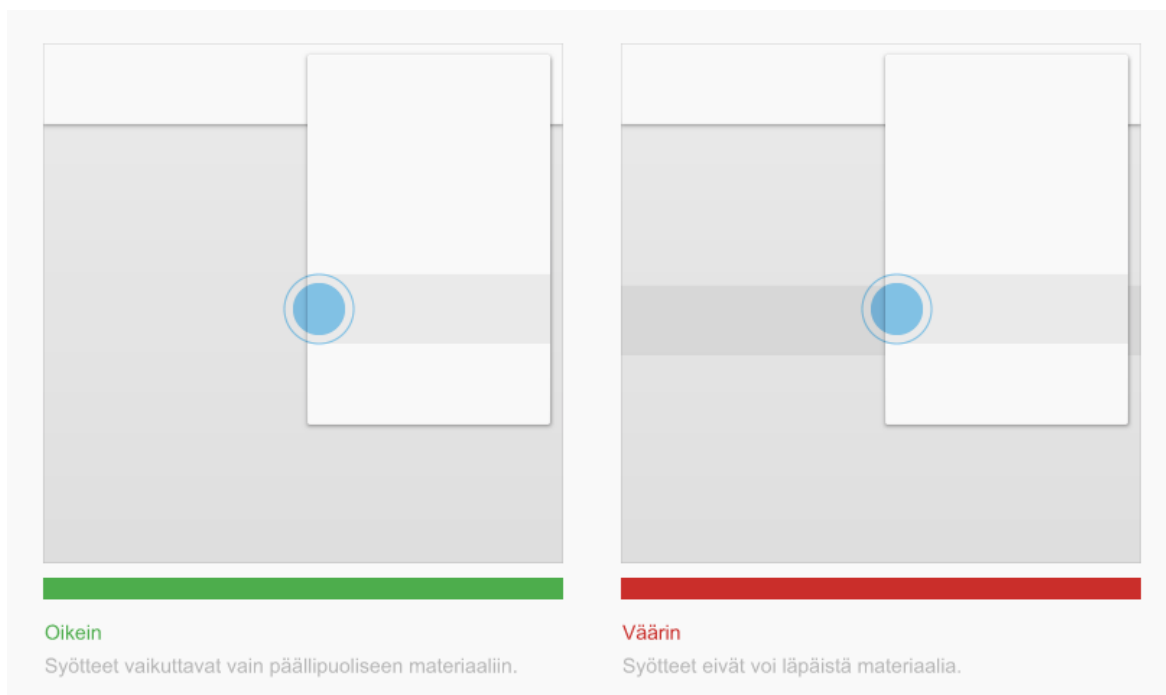 Oikein
Syötteet vaikuttavat vain päällipuoliseen materiaaliin.
Väärin
Syötteet eivät voi läpäistä materiaalia.